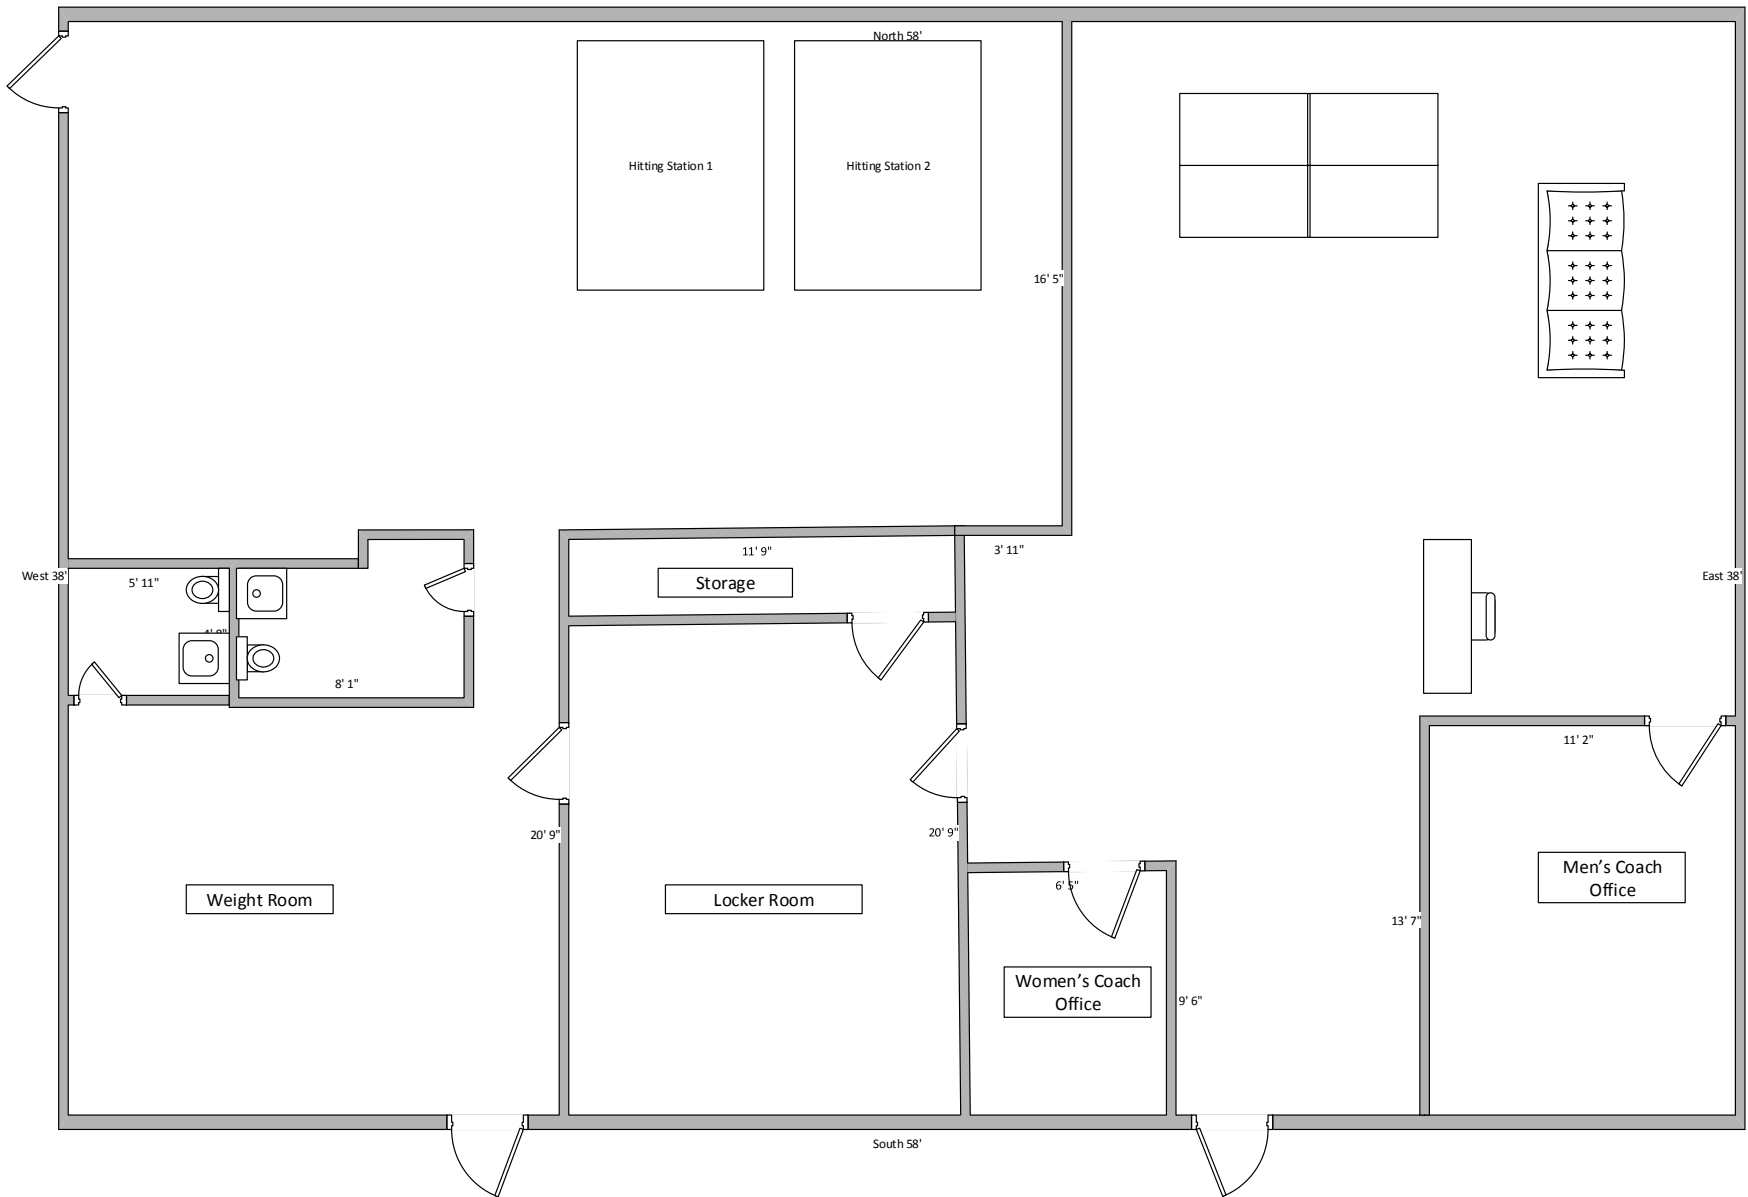 North 58'
Hitting Station 1
Hitting Station 2
16' 5"
11' 9"
3' 11"
West 38'
5' 11"
Storage
East 38'
8' 1"
11' 2"
20' 9"
20' 9"
Men’s Coach
Office
6' 5"
Weight Room
Locker Room
13' 7"
Women’s Coach
Office
9' 6"
South 58'